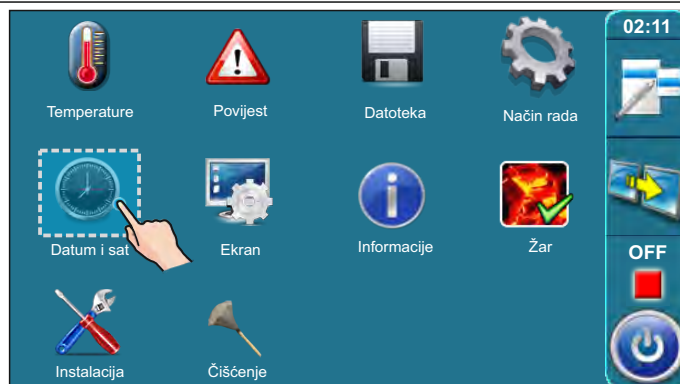 02:11
Temperature
Povijest
Datoteka
Način rada
Datum i sat
Ekran
Informacije
Žar
OFF
Instalacija
Čišćenje